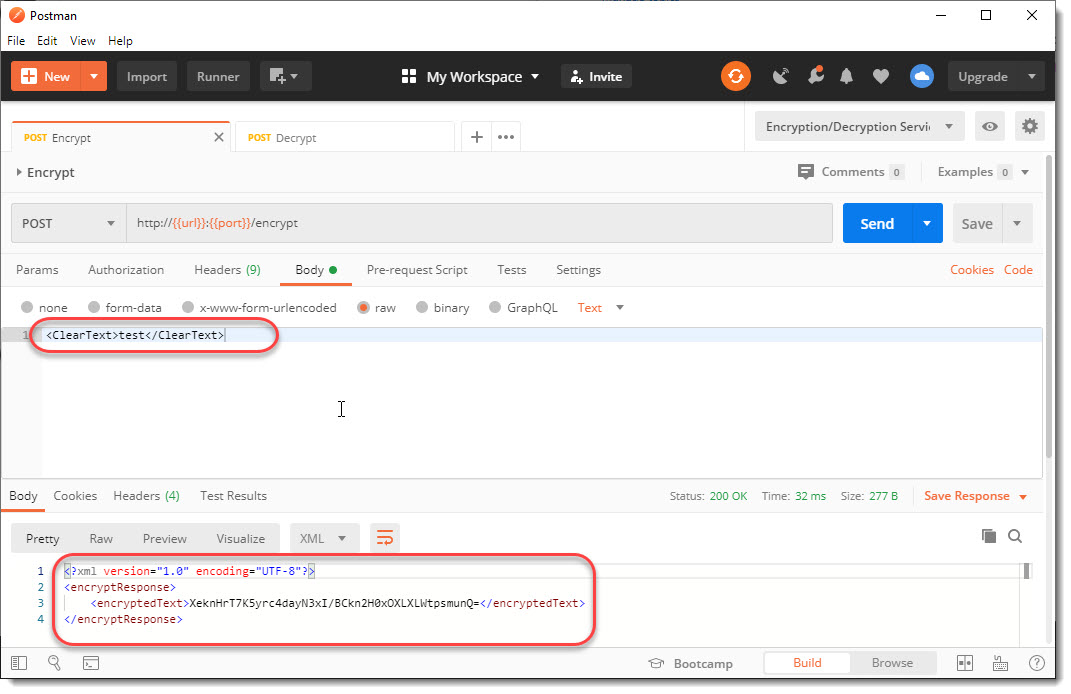 Postman
File Edit View Help
New Import Runner My Workspace Invite Upgrade
POST Encrypt POST Decrypt Encryption/Decryption Servi
Encrypt Comments 0 Examples 0
POST http://{{url}}:{{port}}/encrypt Send Save
Params Authorization Headers (9) Body Pre-request Script Tests Settings Cookies Code
none form-data x-www-form-urlencoded raw binary GraphQL Text
1 <ClearText>test</ClearText>
Body Cookies Headers (4) Test Results Status: 200 OK Time: 32 ms Size: 277 B Save Response
Pretty Raw Preview Visualize XML
1 <?xml version="1.0" encoding="UTF-8"?>
2 <encryptResponse>
3 <encryptedText>XeknHrT7K5yrc4dayN3xI/BCkn2H0xOXLXLWtpsmunQ=</encryptedText>
4 </encryptResponse>
Bootcamp Build Browse